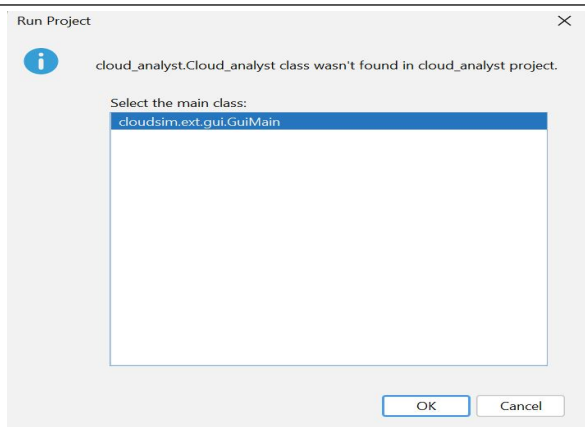 Run Project
cloud_analyst.Cloud_analyst class wasn't found in cloud_analyst project.
Select the main class:
cloudsim.ext.gui.GuiMain
OK
Cancel